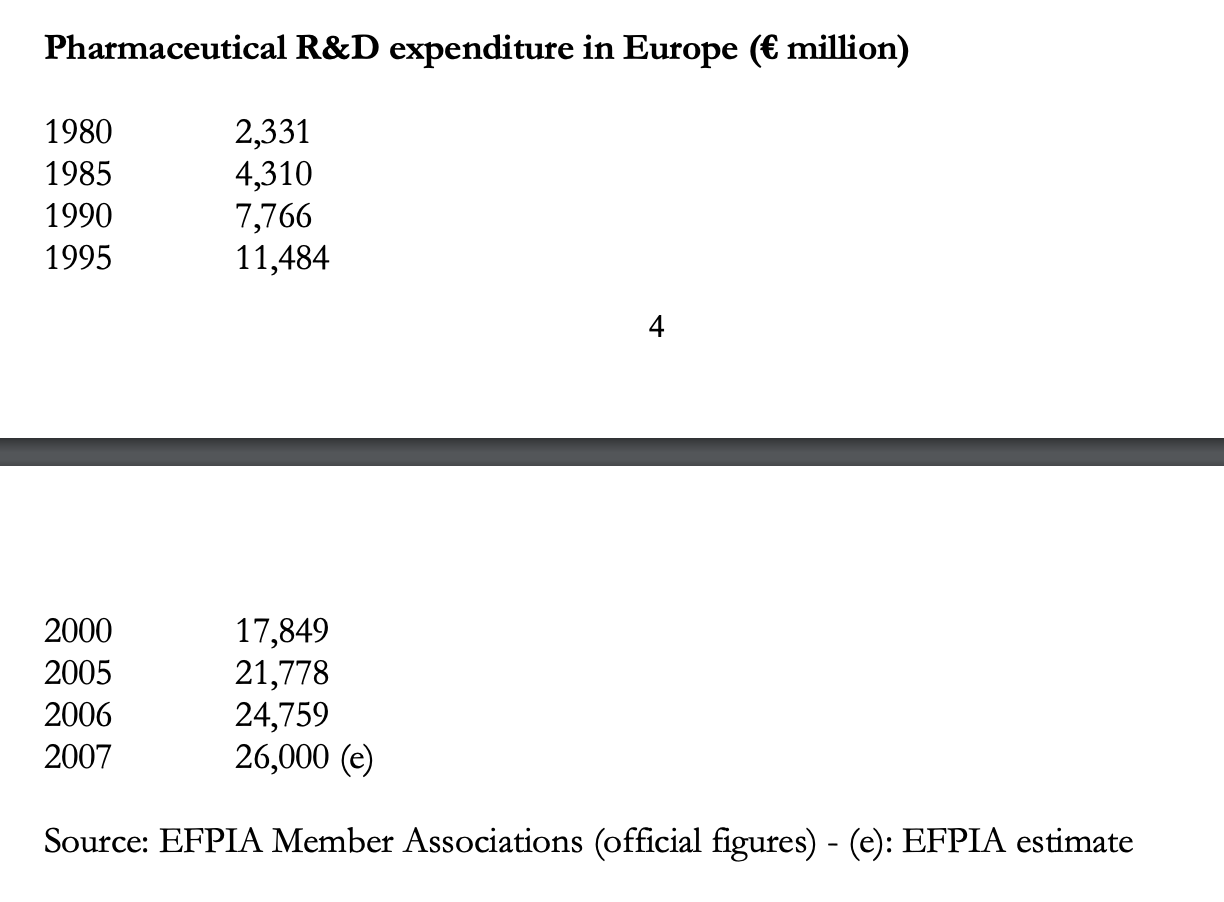 Pharmaceutical R&D expenditure in Europe (€ million)
1980 2,331
1985 4,310
1990 7,766
1995 11,484
4
2000 17,849
2005 21,778
2006 24,759
2007 26,000 (e)
Source: EFPIA Member Associations (official figures) - (e): EFPIA estimate